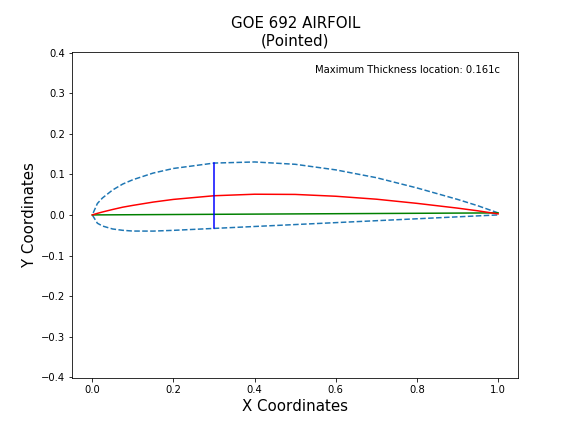 GOE 692 AIRFOIL
(Pointed)
Maximum Thickness location: 0.161c
0.4
0.3
0.2
0.1
0.0
−0.1
−0.2
−0.3
−0.4
Y Coordinates
0.0 0.2 0.4 0.6 0.8 1.0
X Coordinates